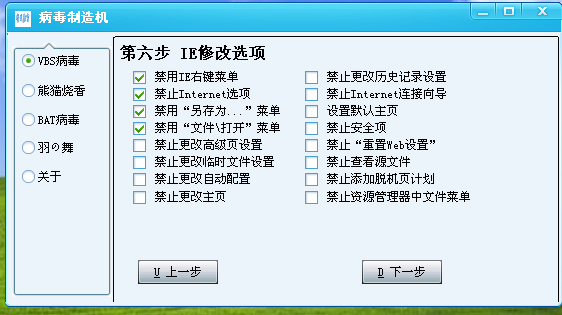 病毒制造机
VBS病毒
熊猫烧香
BAT病毒
羽の舞
关于
第六步 IE修改选项
禁用IE右键菜单
禁止更改历史记录设置
禁止Internet选项
禁止Internet连接向导
禁用“另存为...”菜单
设置默认主页
禁用“文件\打开”菜单
禁止安全项
禁止更改高级页设置
禁止“重置Web设置”
禁止更改临时文件设置
禁止查看源文件
禁止更改自动配置
禁止添加脱机页计划
禁止更改主页
禁止资源管理器中文件菜单
U 上一步
D 下一步